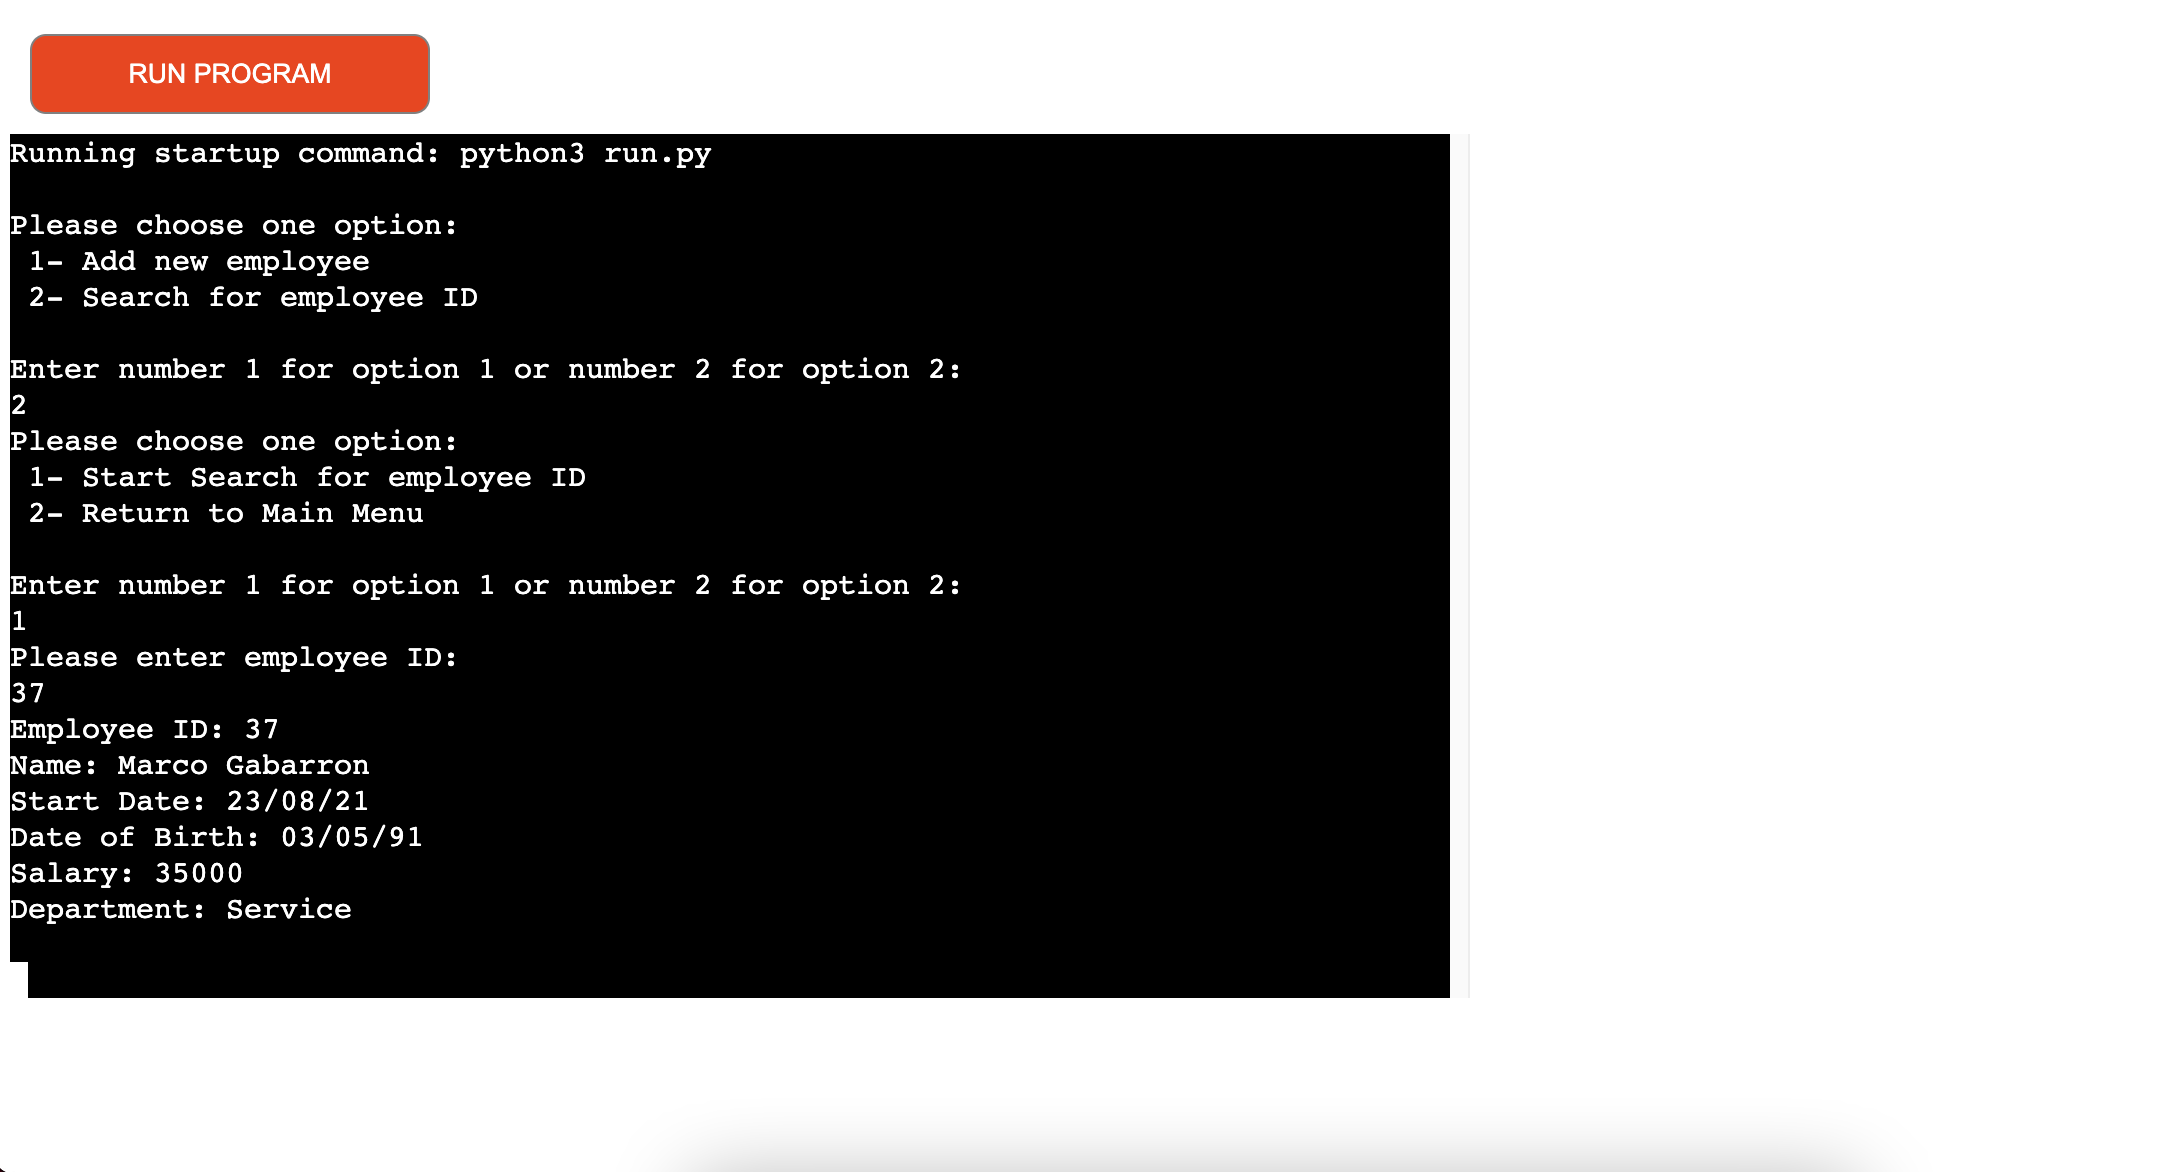 RUN PROGRAM
Running startup command: python3 run.py
Please choose one option:
1- Add new employee
2- Search for employee ID
Enter number 1 for option 1 or number 2 for option 2:
2
Please choose one option:
1- Start Search for employee ID
2- Return to Main Menu
Enter number 1 for option 1 or number 2 for option 2:
1
Please enter employee ID:
37
Employee ID: 37
Name: Marco Gabarron
Start Date: 23/08/21
Date of Birth: 03/05/91
Salary: 35000
Department: Service